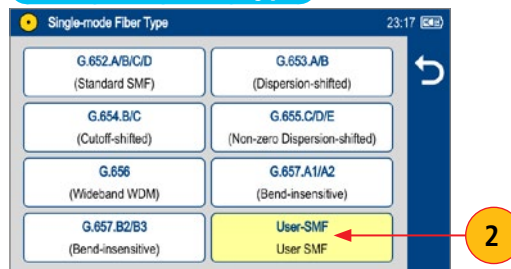 Single-mode Fiber Type
23:17
G.652.A/B/C/D
(Standard SMF)
G.653.A/B
(Dispersion-shifted)
G.654.B/C
(Cutoff-shifted)
G.655.C/D/E
(Non-zero Dispersion-shifted)
G.656
(Wideband WDM)
G.657.A1/A2
(Bend-insensitive)
G.657.B2/B3
(Bend-insensitive)
User-SMF
User SMF
2